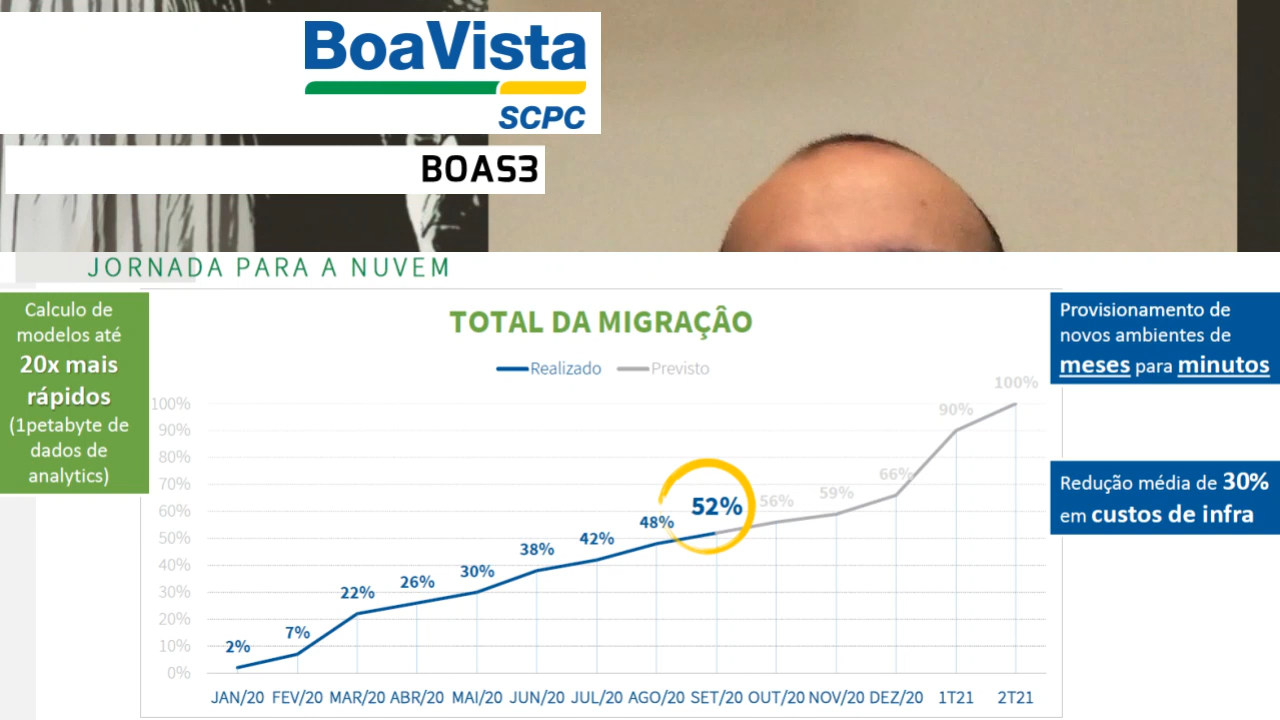 BoaVista
SCPC
BOAS3
JORNADA PARA A NUVEM
Calculo de
modelos até
20x mais
rápidos
(1petabyte de
dados de
analytics)
TOTAL DA MIGRAÇÂO
Realizado
Previsto
Provisionamento de
novos ambientes de
meses para minutos
Redução média de 30%
em custos de infra
100%
90%
80%
70%
60%
50%
40%
30%
20%
10%
0%
2%
7%
22%
26%
30%
38%
42%
48%
52%
56%
59%
66%
90%
100%
JAN/20 FEV/20 MAR/20 ABR/20 MAI/20 JUN/20 JUL/20 AGO/20 SET/20 OUT/20 NOV/20 DEZ/20 1T21 2T21